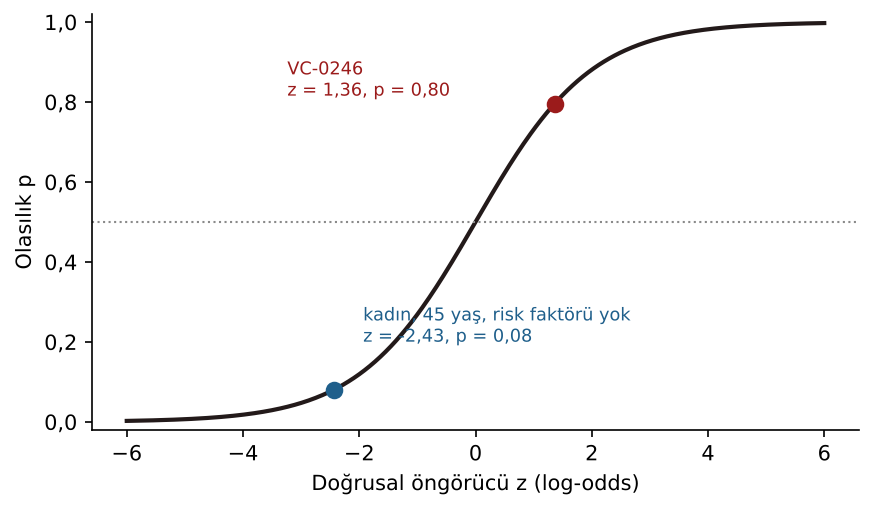 1,0
VC-0246
z = 1,36, p = 0,80
0,8
0,6
Olasılık p
0,4
kadın, 45 yaş, risk faktörü yok
z = -2,43, p = 0,08
0,2
0,0
−6 −4 −2 0 2 4 6
Doğrusal öngörücü z (log-odds)